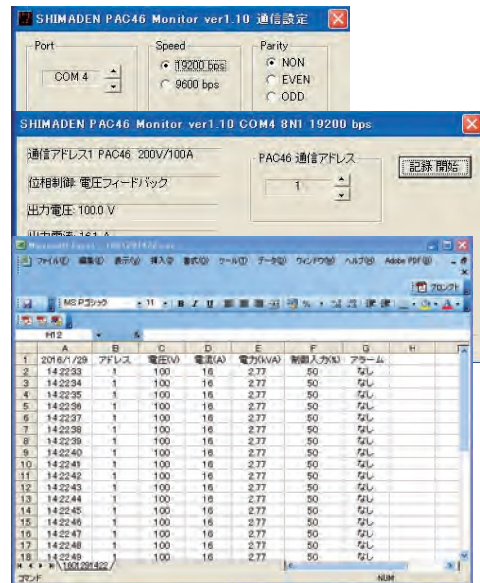 SHIMADEN PAC46 Monitor ver1.10 通信設定
Port Speed Parity
COM 4
19200 bps
9600 bps
NON
EVEN
ODD
SHIMADEN PAC46 Monitor ver1.10 COM4 8N1 19200 bps
通信アドレス1 PAC46 200V/100A
位相制御 電圧フィードバック
出力電圧: 100.0 V
PAC46 通信アドレス
1
記録 開始
Microsoft Excel - 1601291422
ファイル(F) 編集(E) 表示(V) 挿入(I) 書式(O) ツール(T) データ(D) ウィンドウ(W) ヘルプ(H) Adobe PDF(B)
MS Pゴシック 11 B I U
H12
A B C D E F G H
1 2016/1/29 アドレス 電圧(V) 電流(A) 電力(kVA) 制御入力(%) アラーム
2 14:22:33 1 100 16 2.77 50 なし
3 14:22:34 1 100 16 2.77 50 なし
4 14:22:35 1 100 16 2.77 50 なし
5 14:22:36 1 100 16 2.77 50 なし
6 14:22:37 1 100 16 2.77 50 なし
7 14:22:38 1 100 16 2.77 50 なし
8 14:22:39 1 100 16 2.77 50 なし
9 14:22:40 1 100 16 2.77 50 なし
10 14:22:41 1 100 16 2.77 50 なし
11 14:22:42 1 100 16 2.77 50 なし
12 14:22:43 1 100 16 2.77 50 なし
13 14:22:44 1 100 16 2.77 50 なし
14 14:22:45 1 100 16 2.77 50 なし
15 14:22:46 1 100 16 2.77 50 なし
16 14:22:47 1 100 16 2.77 50 なし
17 14:22:48 1 100 16 2.77 50 なし
18 14:22:49 1 100 16 2.77 50 なし
1601291422
コマンド NUM